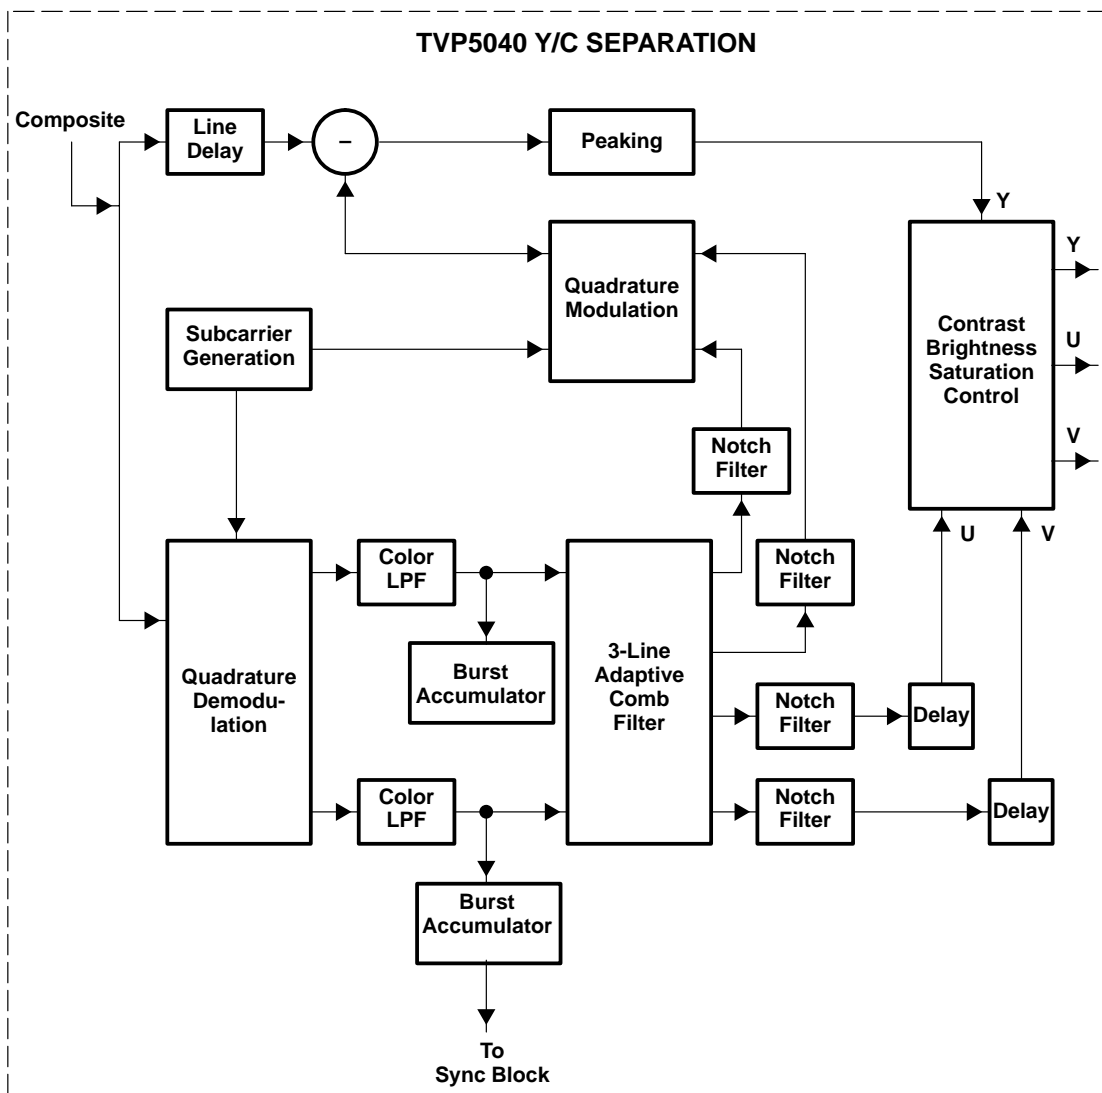 TVP5040 Y/C SEPARATION
Composite
Line
Delay
–
Peaking
Y
Quadrature
Modulation
Subcarrier
Generation
Contrast
Brightness
Saturation
Control
Y
U
V
Notch
Filter
U
V
Quadrature
Demodu-
lation
Color
LPF
Burst
Accumulator
3-Line
Adaptive
Comb
Filter
Notch
Filter
Notch
Filter
Delay
Color
LPF
Notch
Filter
Delay
Burst
Accumulator
To
Sync Block